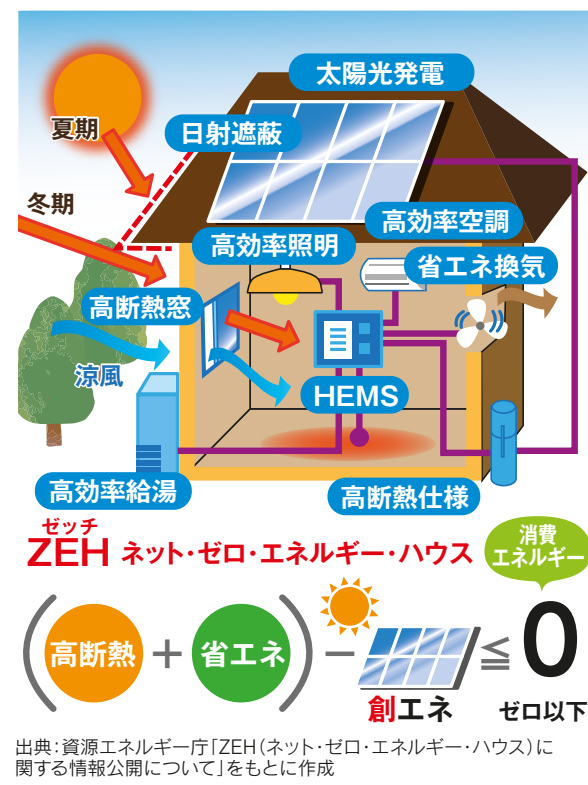 太陽光発電
夏期
日射遮蔽
冬期
高効率照明
高効率空調
省エネ換気
高断熱窓
涼風
HEMS
高効率給湯
高断熱仕様
ゼッチ
ZEH ネット・ゼロ・エネルギー・ハウス
消費
エネルギー
(高断熱+省エネ)− ≦0
創エネ ゼロ以下
出典:資源エネルギー庁「ZEH(ネット・ゼロ・エネルギー・ハウス)に
関する情報公開について」をもとに作成